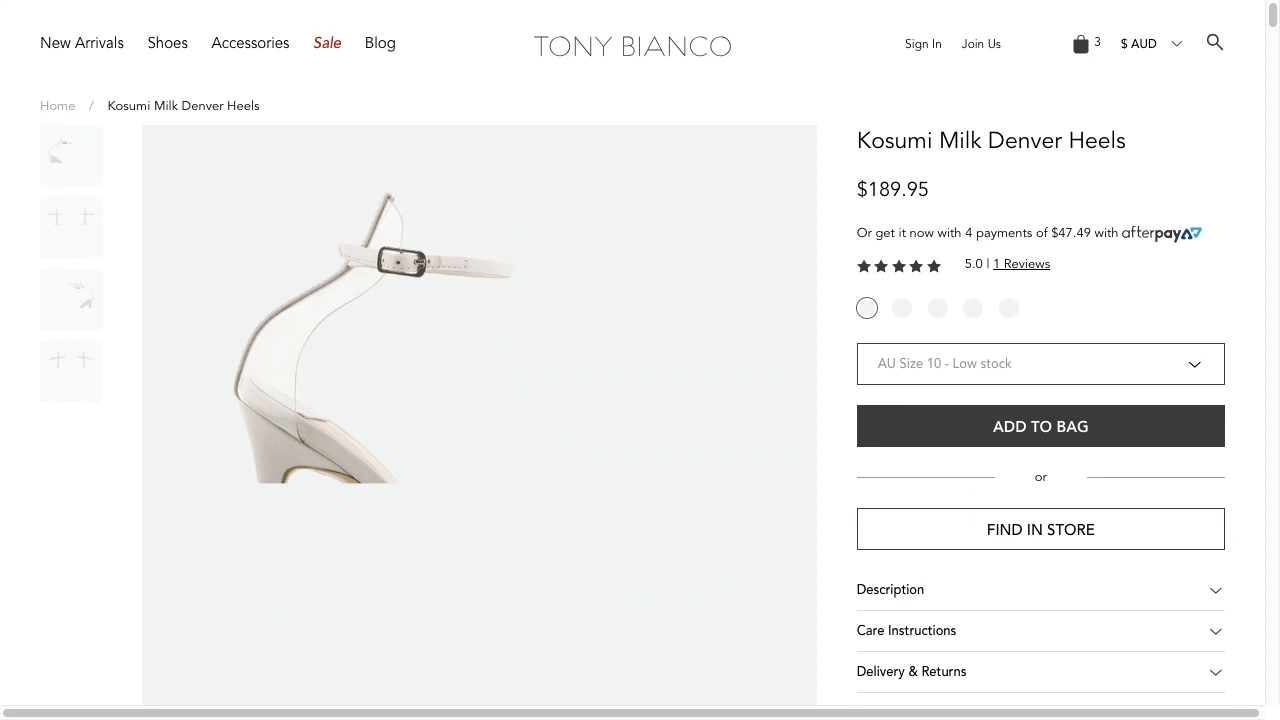 New Arrivals
Shoes
Accessories
Sale
Blog
TONY BIANCO
Sign In
Join Us
3
$ AUD
Home / Kosumi Milk Denver Heels
Kosumi Milk Denver Heels
$189.95
Or get it now with 4 payments of $47.49 with afterpay
5.0 | 1 Reviews
AU Size 10 - Low stock
ADD TO BAG
or
FIND IN STORE
Description
Care Instructions
Delivery & Returns